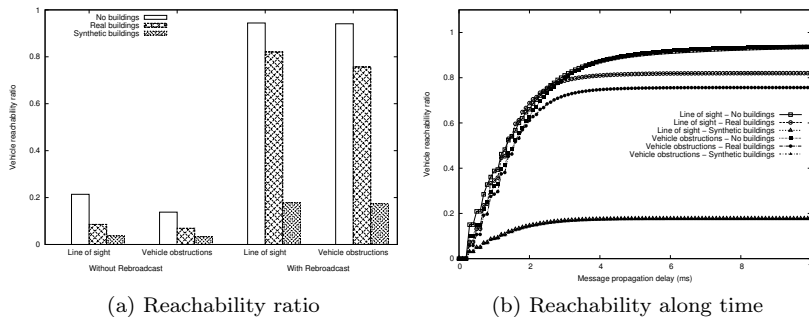 No buildings
Real buildings
Synthetic buildings
Vehicle reachability ratio
1
0.8
0.6
0.4
0.2
0
Line of sight
Vehicle obstructions
Line of sight
Vehicle obstructions
Without Rebroadcast
With Rebroadcast
(a) Reachability ratio
Vehicle reachability ratio
1
0.8
0.6
0.4
0.2
0
Line of sight – No buildings
Line of sight – Real buildings
Line of sight – Synthetic buildings
Vehicle obstructions – No buildings
Vehicle obstructions – Real buildings
Vehicle obstructions – Synthetic buildings
0
2
4
6
8
10
Message propagation delay (ms)
(b) Reachability along time